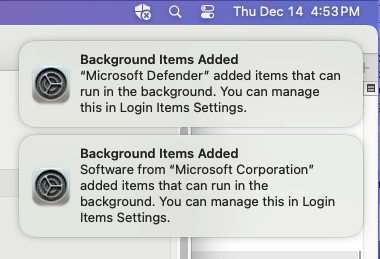 Thu Dec 14 4:53 PM
Background Items Added
“Microsoft Defender” added items that can
run in the background. You can manage
this in Login Items Settings.
Background Items Added
Software from “Microsoft Corporation”
added items that can run in the
background. You can manage this in Login
Items Settings.